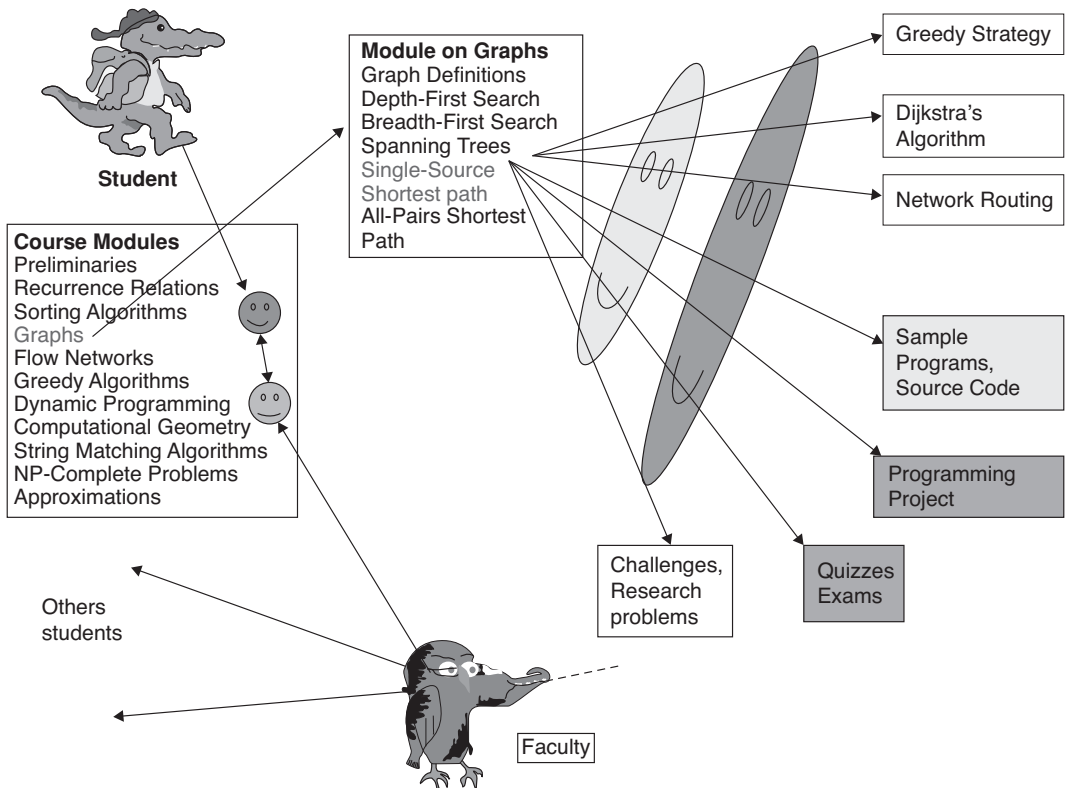 Student
Course Modules
Preliminaries
Recurrence Relations
Sorting Algorithms
Graphs
Flow Networks
Greedy Algorithms
Dynamic Programming
Computational Geometry
String Matching Algorithms
NP-Complete Problems
Approximations
Module on Graphs
Graph Definitions
Depth-First Search
Breadth-First Search
Spanning Trees
Single-Source
Shortest path
All-Pairs Shortest
Path
Greedy Strategy
Dijkstra's
Algorithm
Network Routing
Sample
Programs,
Source Code
Programming
Project
Quizzes
Exams
Challenges,
Research
problems
Others
students
Faculty